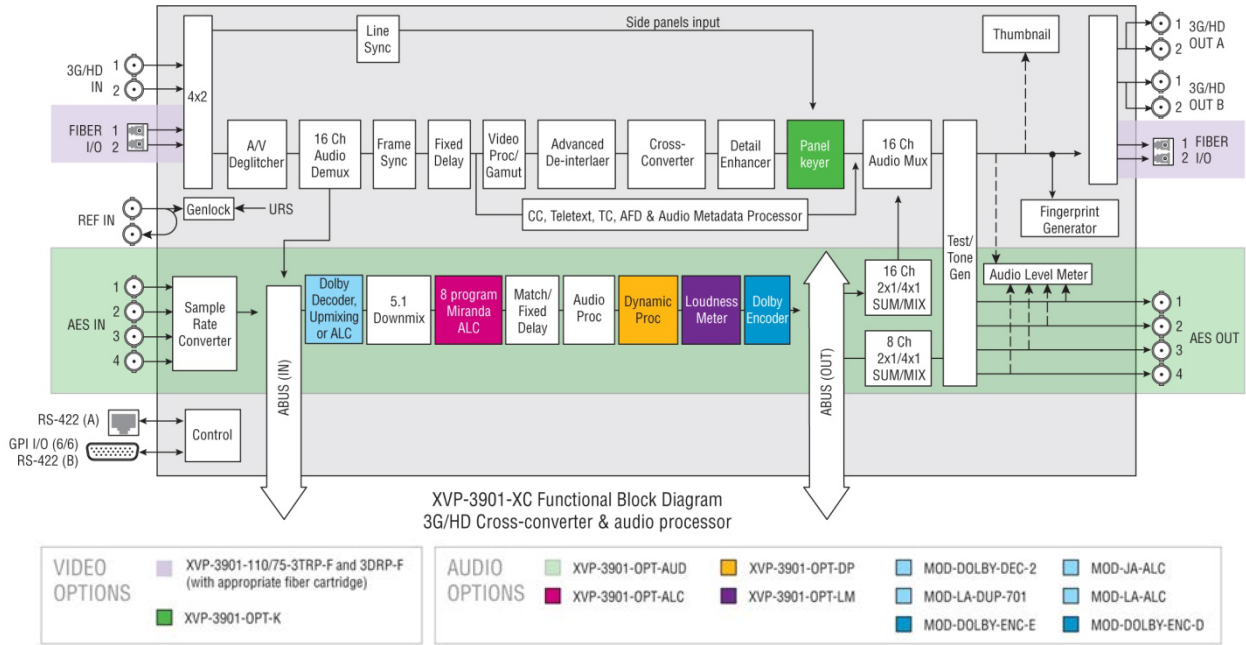 Side panels input
Line
Sync
Thumbnail
1
2
3G/HD
OUT A
1
2
3G/HD
OUT B
1
2
FIBER
I/O
3G/HD
IN
1
2
4x2
FIBER
I/O
1
2
A/V
Deglitcher
16 Ch
Audio
Demux
Frame
Sync
Fixed
Delay
Video
Proc/
Gamut
Advanced
De-interlaer
Cross-
Converter
Detail
Enhancer
Panel
keyer
16 Ch
Audio Mux
REF IN
Genlock
URS
CC, Teletext, TC, AFD & Audio Metadata Processor
Fingerprint
Generator
Test/
Tone
Gen
Audio Level Meter
AES IN
1
2
3
4
Sample
Rate
Converter
ABUS (IN)
Dolby
Decoder,
Upmixing
or ALC
5.1
Downmix
8 program
Miranda
ALC
Match/
Fixed
Delay
Audio
Proc
Dynamic
Proc
Loudness
Meter
Dolby
Encoder
ABUS (OUT)
16 Ch
2x1/4x1
SUM/MIX
8 Ch
2x1/4x1
SUM/MIX
1
2
3
4
AES OUT
RS-422 (A)
GPI I/O (6/6)
RS-422 (B)
Control
XVP-3901-XC Functional Block Diagram
3G/HD Cross-converter & audio processor
VIDEO
OPTIONS
XVP-3901-110/75-3TRP-F and 3DRP-F
(with appropriate fiber cartridge)
XVP-3901-OPT-K
AUDIO
OPTIONS
XVP-3901-OPT-AUD
XVP-3901-OPT-ALC
XVP-3901-OPT-DP
XVP-3901-OPT-LM
MOD-DOLBY-DEC-2
MOD-LA-DUP-701
MOD-DOLBY-ENC-E
MOD-JA-ALC
MOD-LA-ALC
MOD-DOLBY-ENC-D